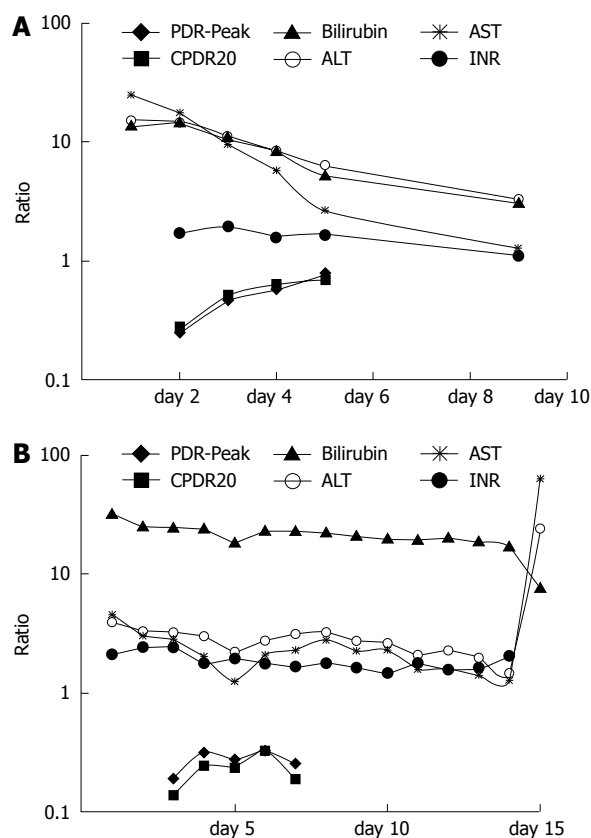 A
100
PDR-Peak Bilirubin AST
CPDR20 ALT INR
10
Ratio
1
0.1
day 2 day 4 day 6 day 8 day 10
B
100
PDR-Peak Bilirubin AST
CPDR20 ALT INR
10
Ratio
1
0.1
day 5 day 10 day 15